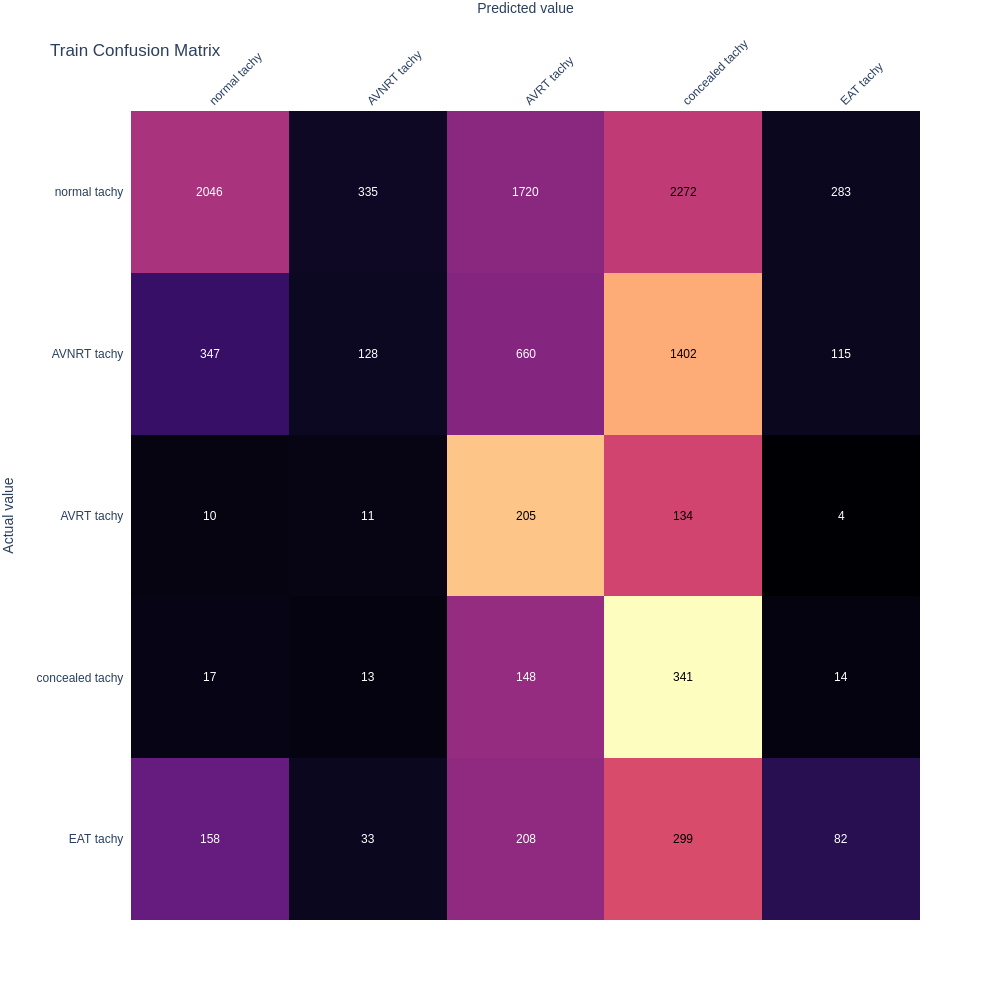 Predicted value
Train Confusion Matrix
normal tachy AVNRT tachy AVRT tachy concealed tachy EAT tachy
normal tachy 2046 335 1720 2272 283
AVNRT tachy 347 128 660 1402 115
Actual value
AVRT tachy 10 11 205 134 4
concealed tachy 17 13 148 341 14
EAT tachy 158 33 208 299 82